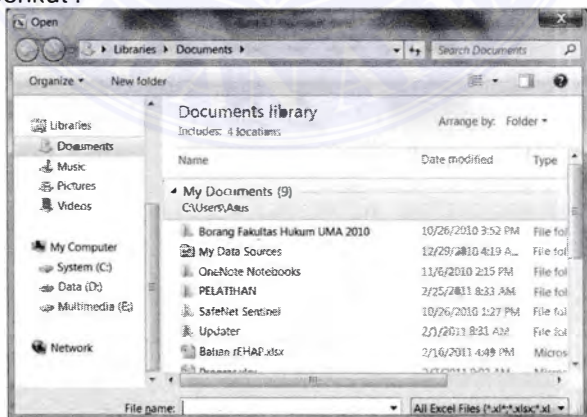 Open
Libraries ▸ Documents ▸
Search Documents
Organize ▾ New folder
Libraries
Documents
Music
Pictures
Videos
My Computer
System (C:)
Data (D:)
Multimedia (E:)
Network
Documents library
Includes: 4 locations
Arrange by: Folder ▾
Name Date modified Type
My Documents (9)
C:\Users\Asus
Borang Fakultas Hukum UMA 2010 10/26/2010 3:52 PM File fol
My Data Sources 12/29/2010 4:19 A... File fol
OneNote Notebooks 11/6/2010 2:15 PM File fol
PELATIHAN 2/25/2011 8:33 AM File fol
SafeNet Sentinel 10/26/2010 1:27 PM File fol
Updater 2/1/2011 8:31 AM File fol
Bahan rEHAP.xlsx 2/16/2011 4:49 PM Micros
File name:
All Excel Files (*.xl*;*.xlsx;*.xl